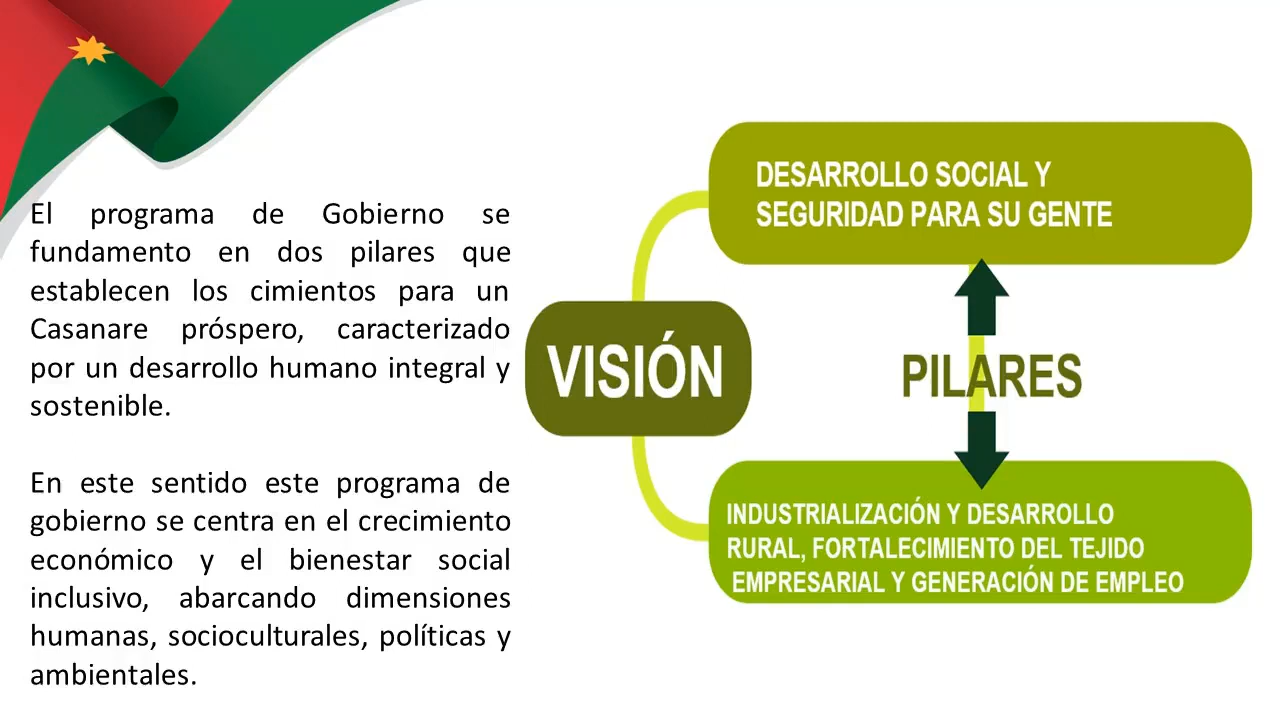 El programa de Gobierno se
fundamento en dos pilares que
establecen los cimientos para un
Casanare próspero, caracterizado
por un desarrollo humano integral y
sostenible.
En este sentido este programa de
gobierno se centra en el crecimiento
económico y el bienestar social
inclusivo, abarcando dimensiones
humanas, socioculturales, políticas y
ambientales.
VISIÓN
DESARROLLO SOCIAL Y
SEGURIDAD PARA SU GENTE
PILARES
INDUSTRIALIZACIÓN Y DESARROLLO
RURAL, FORTALECIMIENTO DEL TEJIDO
EMPRESARIAL Y GENERACIÓN DE EMPLEO